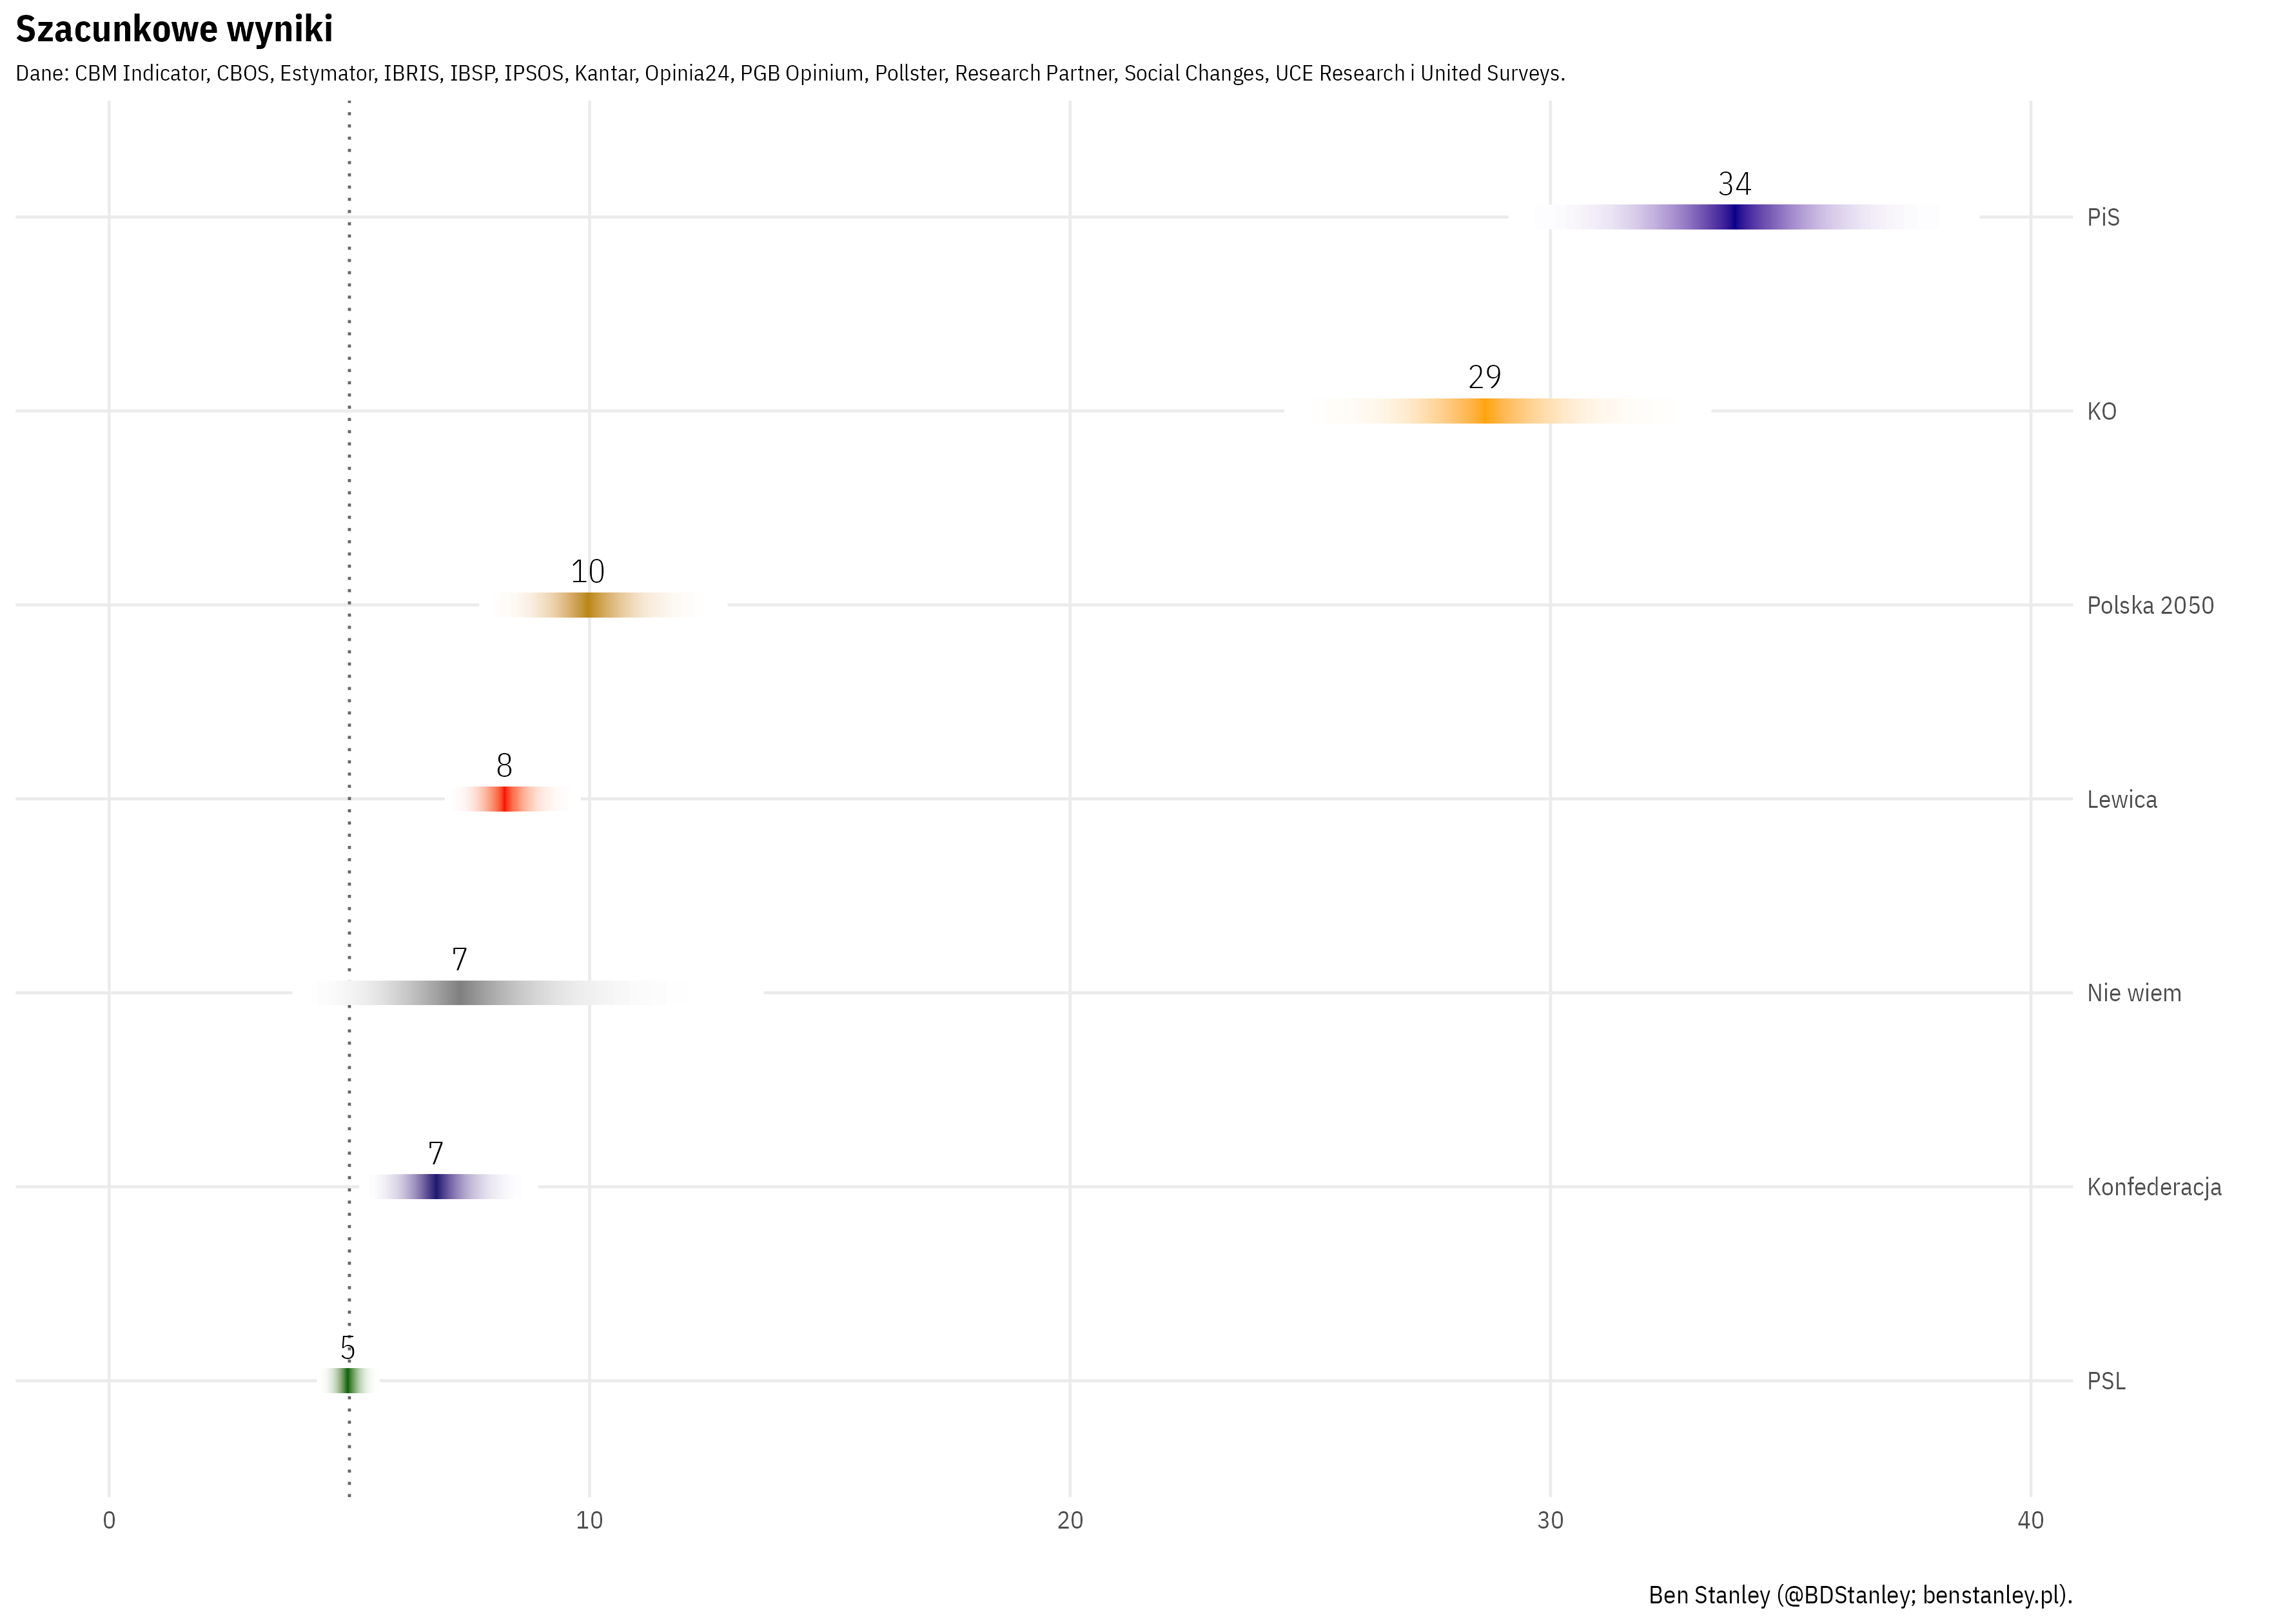 Szacunkowe wyniki
Dane: CBM Indicator, CBOS, Estymator, IBRIS, IBSP, IPSOS, Kantar, Opinia24, PGB Opinium, Pollster, Research Partner, Social Changes, UCE Research i United Surveys.
34
PiS
29
KO
10
Polska 2050
8
Lewica
7
Nie wiem
7
Konfederacja
5
PSL
0 10 20 30 40
Ben Stanley (@BDStanley; benstanley.pl).